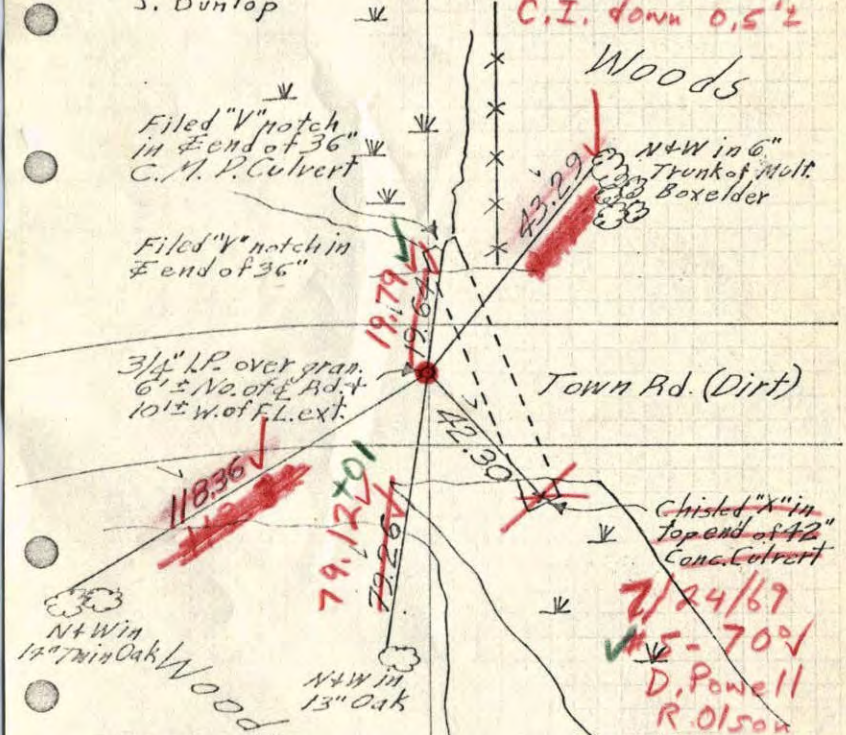 J. Dunlop
C.I. down 0.5'±
Woods
Filed "V" notch
in ℄ end of 36"
C.M.P. Culvert
N+W in 6"
Trunk of Mult.
Boxelder
43.29
Filed "V" notch in
℄ end of 36"
19.79
19.64
3/4" I.P. over gran.
6'± No. of ℄ Rd. +
10'± W. of F.L. ext.
Town Rd. (Dirt)
42.30
118.36
+01
79.12
79.26
Chisled "X" in
top end of 42"
Conc. Culvert
7/24/69
#5 - 70°
D. Powell
R. Olson
N+W in
Twin Oak
Wood
N+W in
13" Oak